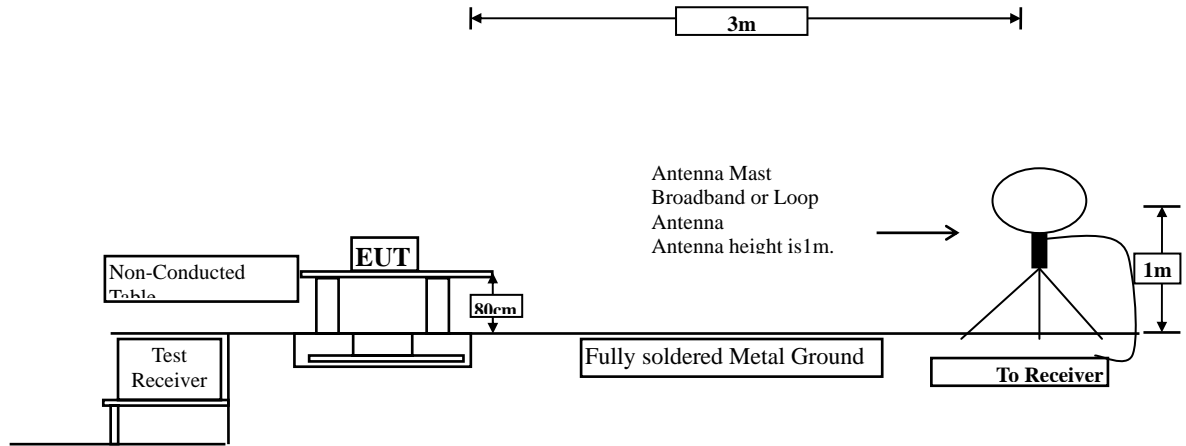 3m
Antenna Mast
Broadband or Loop
Antenna
Antenna height is1m.
EUT
Non-Conducted
Table
80cm
1m
Test
Receiver
Fully soldered Metal Ground
To Receiver